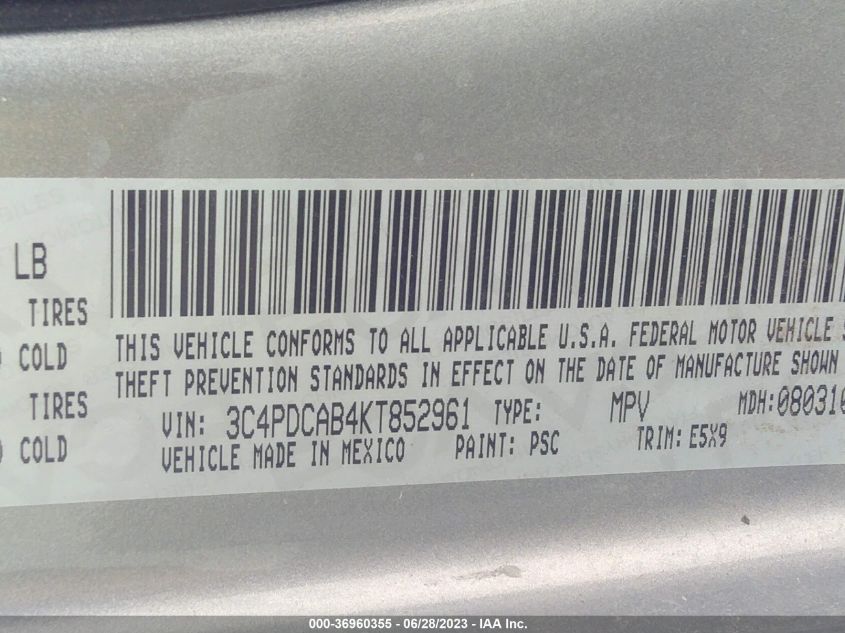 LB
TIRES
COLD
TIRES
COLD
THIS VEHICLE CONFORMS TO ALL APPLICABLE U.S.A. FEDERAL MOTOR VEHICLE S
THEFT PREVENTION STANDARDS IN EFFECT ON THE DATE OF MANUFACTURE SHOWN
VIN: 3C4PDCAB4KT852961 TYPE: MPV MDH:080310
VEHICLE MADE IN MEXICO PAINT: PSC TRIM: E5X9
000-36960355 - 06/28/2023 - IAA Inc.